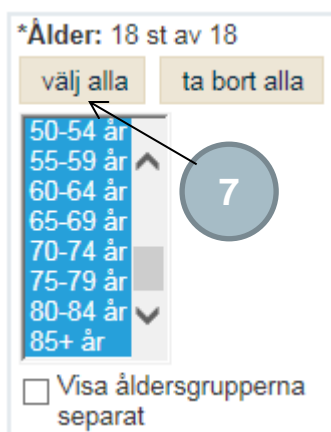 *Ålder: 18 st av 18
välj alla ta bort alla
50-54 år
55-59 år
60-64 år
65-69 år
70-74 år
75-79 år
80-84 år
85+ år
7
Visa åldersgrupperna
separat